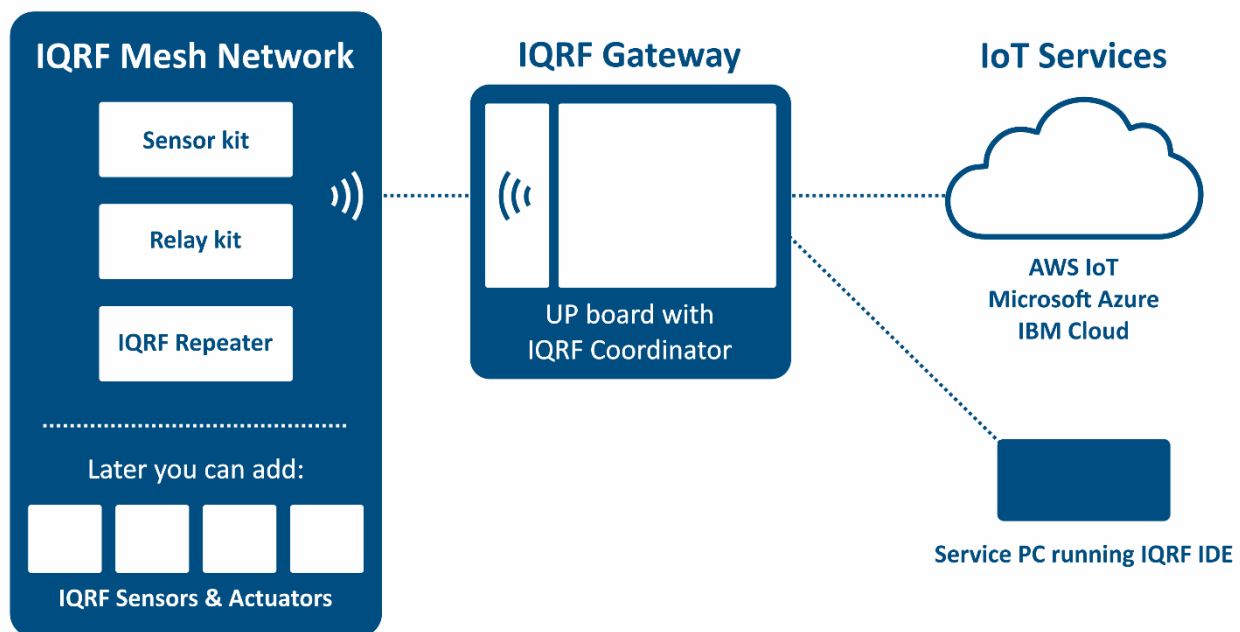 IQRF Mesh Network
Sensor kit
Relay kit
IQRF Repeater
Later you can add:
IQRF Sensors & Actuators
IQRF Gateway
UP board with
IQRF Coordinator
IoT Services
AWS IoT
Microsoft Azure
IBM Cloud
Service PC running IQRF IDE